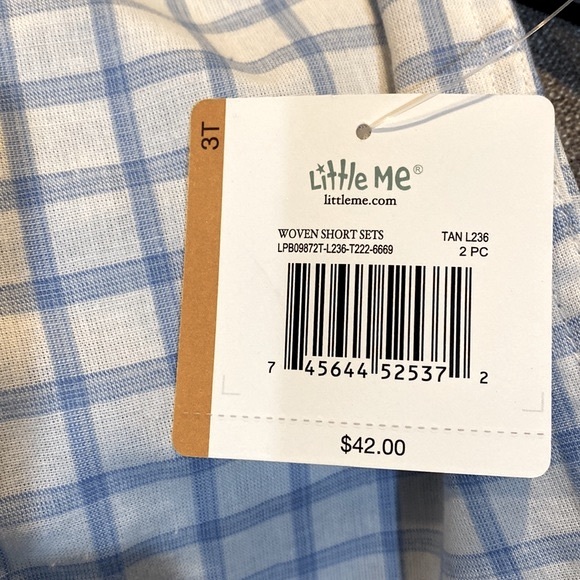 3T
Little Me®
littleme.com
WOVEN SHORT SETS TAN L236
LPB09872T-L236-T222-6669 2 PC
7 45644 52537 2
$42.00